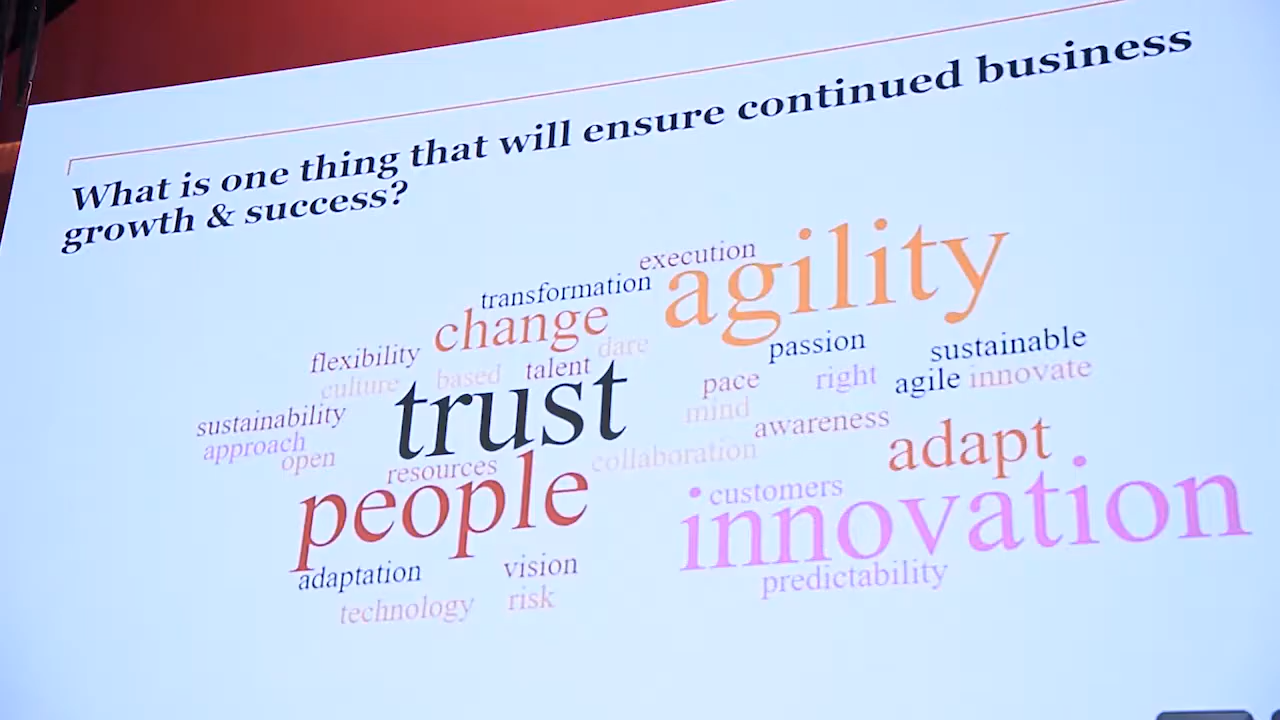 What is one thing that will ensure continued business
growth & success?
execution
agility
transformation
change
dare
flexibility
culture
based
talent
passion
sustainable
pace
right
agile
innovate
trust
mind
sustainability
approach
open
awareness
collaboration
adapt
resources
people
customers
innovation
adaptation
vision
predictability
technology
risk